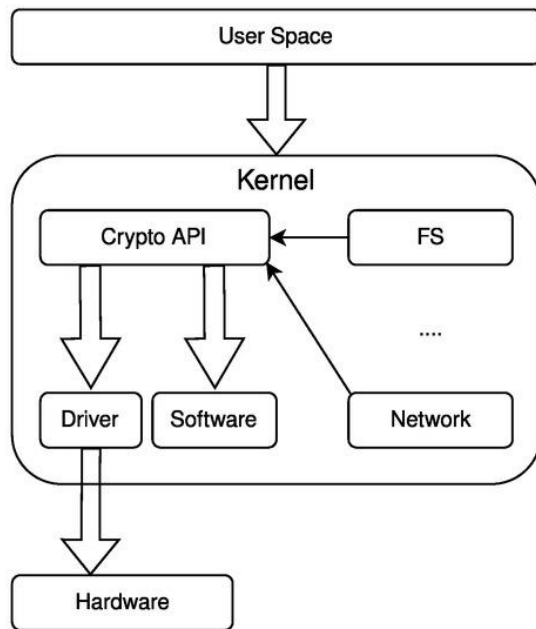 User Space
Kernel
Crypto API
FS
....
Driver
Software
Network
Hardware